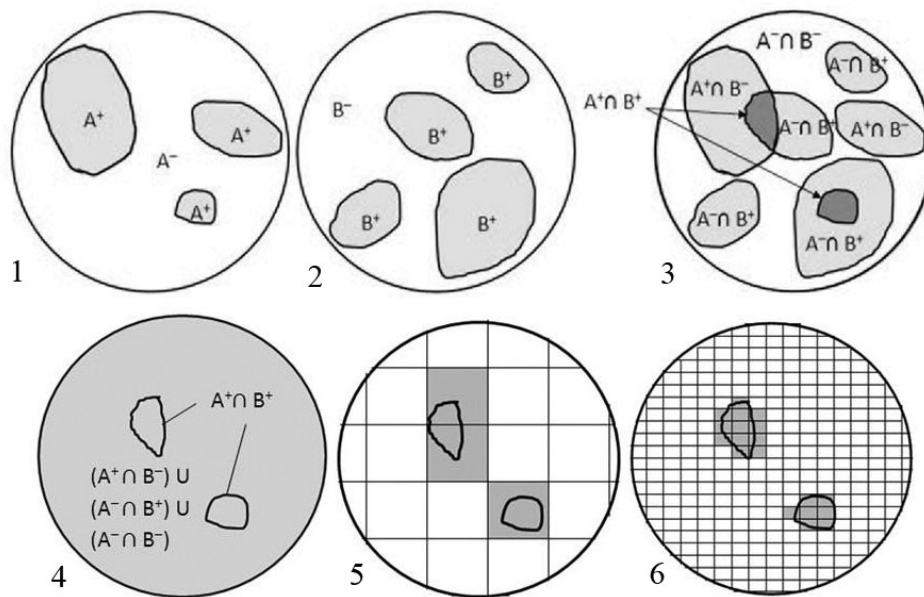 A⁺
A⁺
A⁻
A⁺
1
B⁺
B⁻
B⁺
B⁺
B⁺
2
A⁻∩ B⁻
A⁻∩ B⁺
A⁺∩ B⁻
A⁺∩ B⁺
A⁻∩ B⁺
A⁺∩ B⁻
A⁻∩ B⁺
A⁻∩ B⁺
3
A⁺∩ B⁺
(A⁺∩ B⁻) U
(A⁻∩ B⁺) U
(A⁻∩ B⁻)
4
5
6